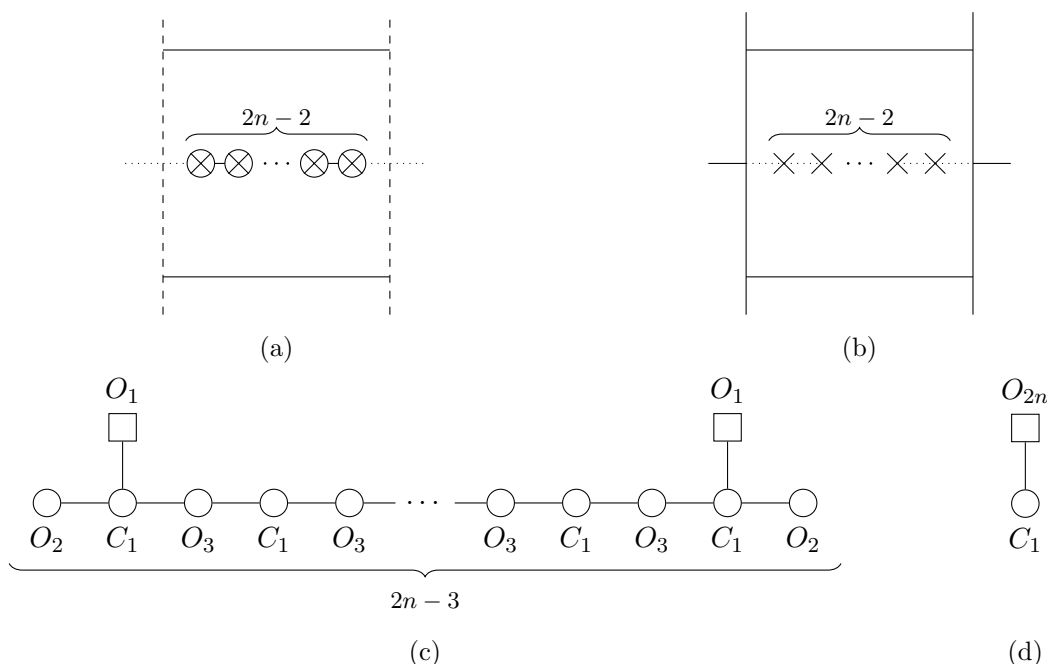 2n − 2
· · ·
(a)
2n − 2
· · ·
(b)
O₁
O₁
O₂ₙ
· · ·
O₂ C₁ O₃ C₁ O₃ O₃ C₁ O₃ C₁ O₂
C₁
2n − 3
(c)
(d)